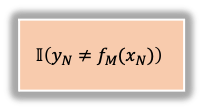 𝕀(y_N ≠ f_M(x_N))